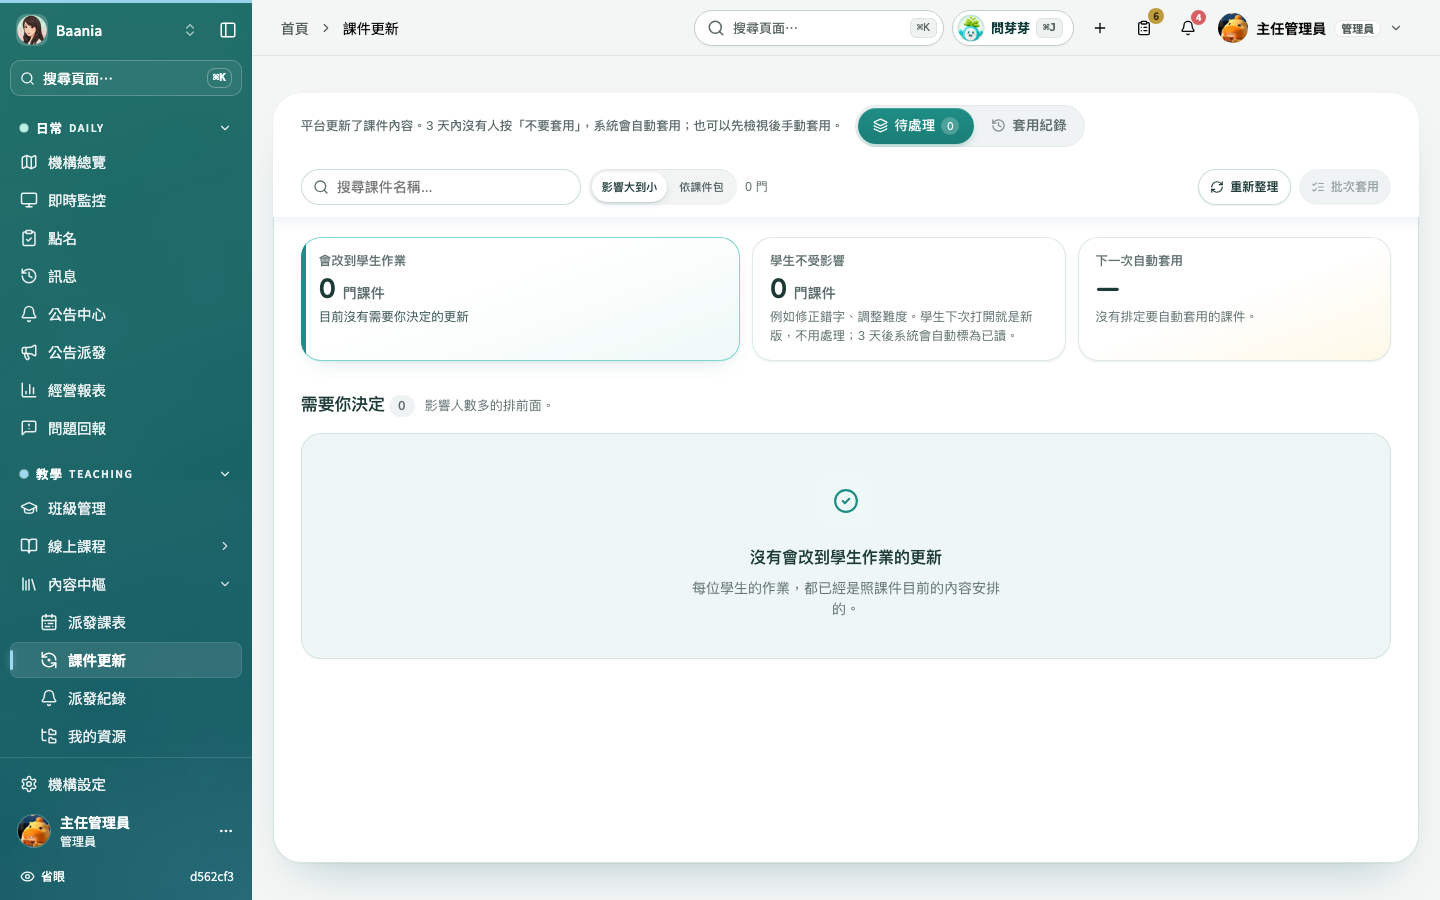 Baania
搜尋頁面⋯
⌘K
日常 DAILY
機構總覽
即時監控
點名
訊息
公告中心
公告派發
經營報表
問題回報
教學 TEACHING
班級管理
線上課程
內容中樞
派發課表
課件更新
派發紀錄
我的資源
機構設定
主任管理員
管理員
省眼
d562cf3
首頁
課件更新
搜尋頁面⋯
⌘K
問芽芽
⌘J
6
4
主任管理員
管理員
平台更新了課件內容。3 天內沒有人按「不要套用」,系統會自動套用;也可以先檢視後手動套用。
待處理 0
套用紀錄
搜尋課件名稱...
影響大到小
依課件包
0 門
重新整理
批次套用
會改到學生作業
0 門課件
目前沒有需要你決定的更新
學生不受影響
0 門課件
例如修正錯字、調整難度。學生下次打開就是新
版,不用處理;3 天後系統會自動標為已讀。
下一次自動套用
—
沒有排定要自動套用的課件。
需要你決定 0 影響人數多的排前面。
沒有會改到學生作業的更新
每位學生的作業,都已經是照課件目前的內容安排
的。